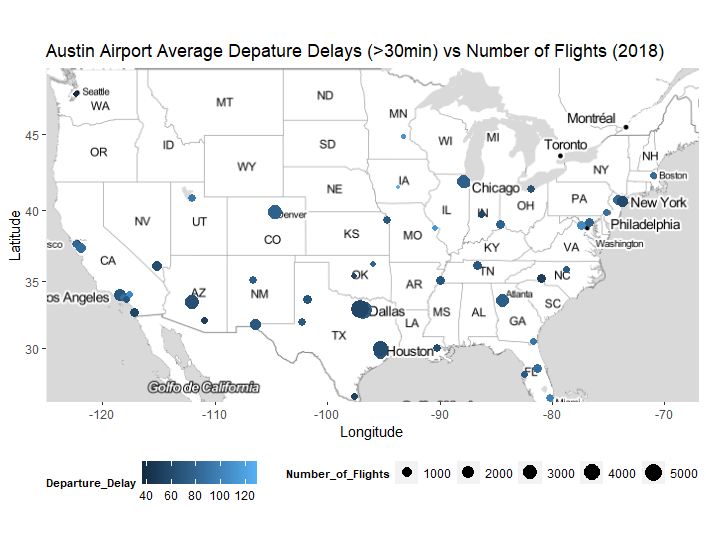 Austin Airport Average Depature Delays (>30min) vs Number of Flights (2018)
Seattle
WA
MT
ND
MN
Montréal
OR
ID
SD
WI
MI
Toronto
NH
WY
NY
Boston
IA
NE
Chicago
PA
New York
NV
UT
Denver
IL
IN
OH
Philadelphia
sco
CO
KS
MO
VA
Washington
CA
KY
os Angeles
AZ
NM
OK
AR
TN
NC
Atlanta
SC
Dallas
MS
AL
GA
TX
LA
Houston
FL
Golfo de California
Miami
45
40
35
30
Latitude
-120
-110
-100
-90
-80
-70
Longitude
Departure_Delay
40 60 80 100 120
Number_of_Flights
1000
2000
3000
4000
5000